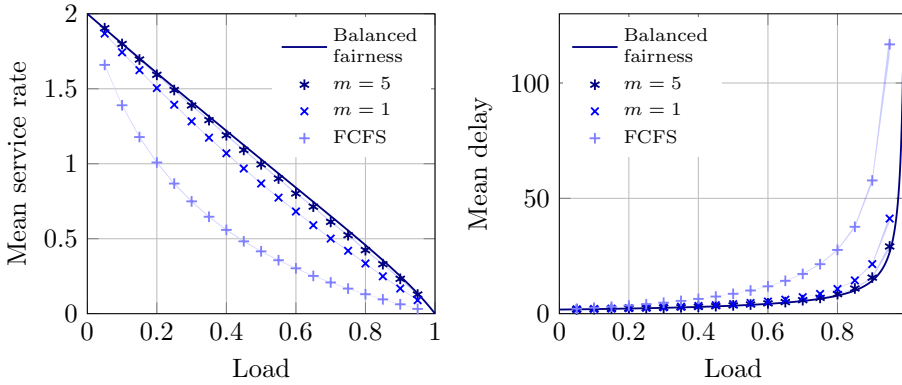 Mean service rate
2
1.5
1
0.5
0
0
0.2
0.4
0.6
0.8
1
Load
Balanced
fairness
m = 5
m = 1
FCFS
Mean delay
100
50
0
0
0.2
0.4
0.6
0.8
Load
Balanced
fairness
m = 5
m = 1
FCFS